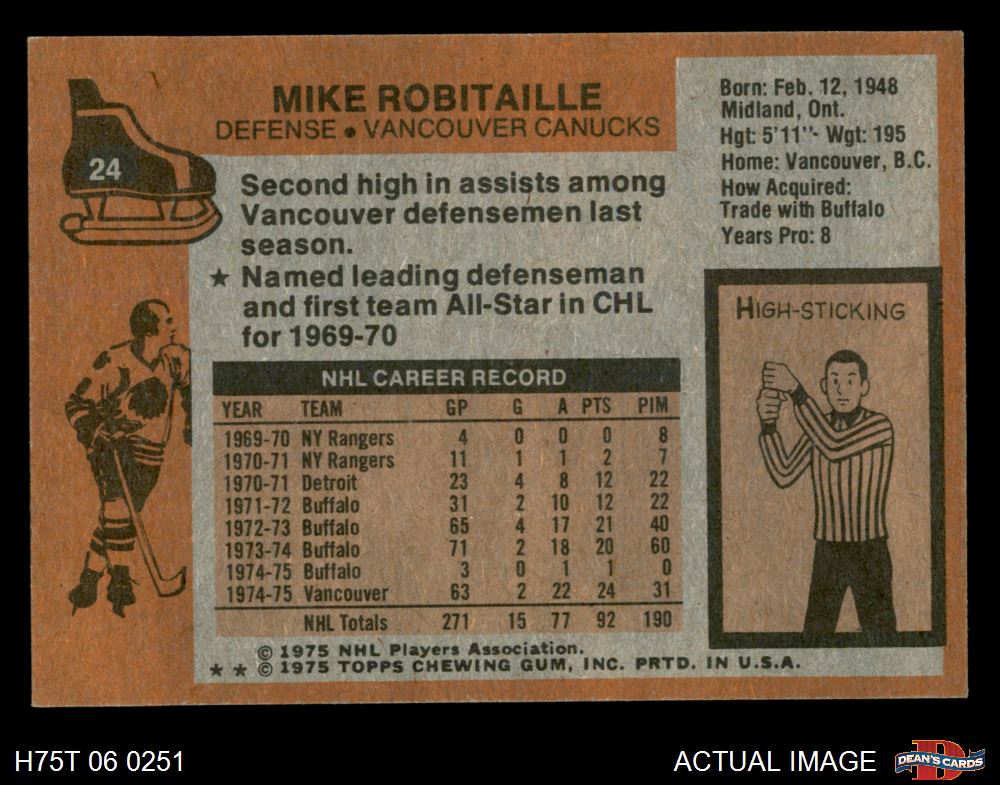 24
MIKE ROBITAILLE
DEFENSE • VANCOUVER CANUCKS
Second high in assists among
Vancouver defensemen last
season.
★ Named leading defenseman
and first team All-Star in CHL
for 1969-70
Born: Feb. 12, 1948
Midland, Ont.
Hgt: 5'11"- Wgt: 195
Home: Vancouver, B.C.
How Acquired:
Trade with Buffalo
Years Pro: 8
HIGH-STICKING
NHL CAREER RECORD
YEAR TEAM GP G A PTS PIM
1969-70 NY Rangers 4 0 0 0 8
1970-71 NY Rangers 11 1 1 2 7
1970-71 Detroit 23 4 8 12 22
1971-72 Buffalo 31 2 10 12 22
1972-73 Buffalo 65 4 17 21 40
1973-74 Buffalo 71 2 18 20 60
1974-75 Buffalo 3 0 1 1 0
1974-75 Vancouver 63 2 22 24 31
NHL Totals 271 15 77 92 190
© 1975 NHL Players Association.
★ ★ © 1975 TOPPS CHEWING GUM, INC. PRTD. IN U.S.A.
H75T 06 0251
ACTUAL IMAGE
D
DEAN'S CARDS